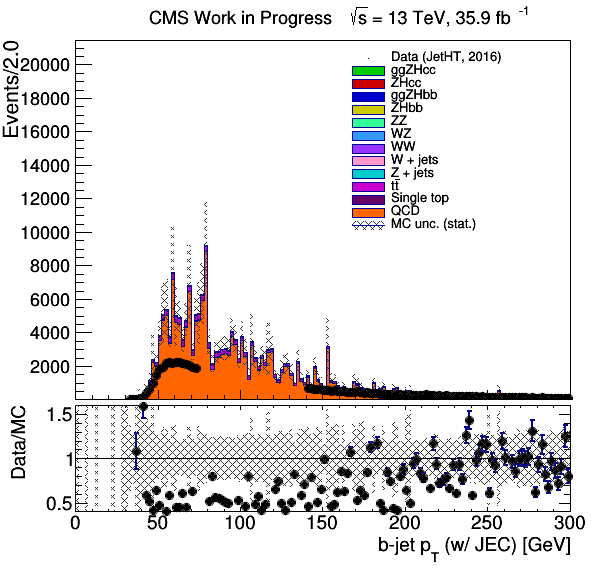 CMS Work in Progress √s = 13 TeV, 35.9 fb⁻¹
Events/2.0
20000
18000
16000
14000
12000
10000
8000
6000
4000
2000
Data (JetHT, 2016)
ggZHcc
ZHcc
ggZHbb
ZHbb
ZZ
WZ
WW
W + jets
Z + jets
tt̄
Single top
QCD
MC unc. (stat.)
Data/MC
1.5
1
0.5
0 50 100 150 200 250 300
b-jet p_T (w/ JEC) [GeV]